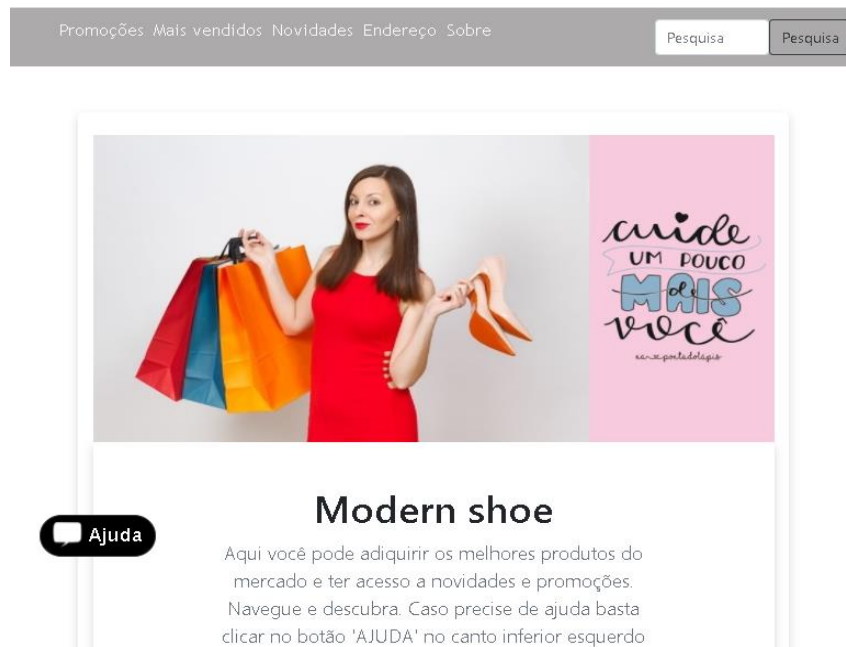 Promoções Mais vendidos Novidades Endereço Sobre
Pesquisa
Pesquisa
cuide
UM POUCO
MAIS
de
você
Ajuda
Modern shoe
Aqui você pode adiquirir os melhores produtos do
mercado e ter acesso a novidades e promoções.
Navegue e descubra. Caso precise de ajuda basta
clicar no botão 'AJUDA' no canto inferior esquerdo